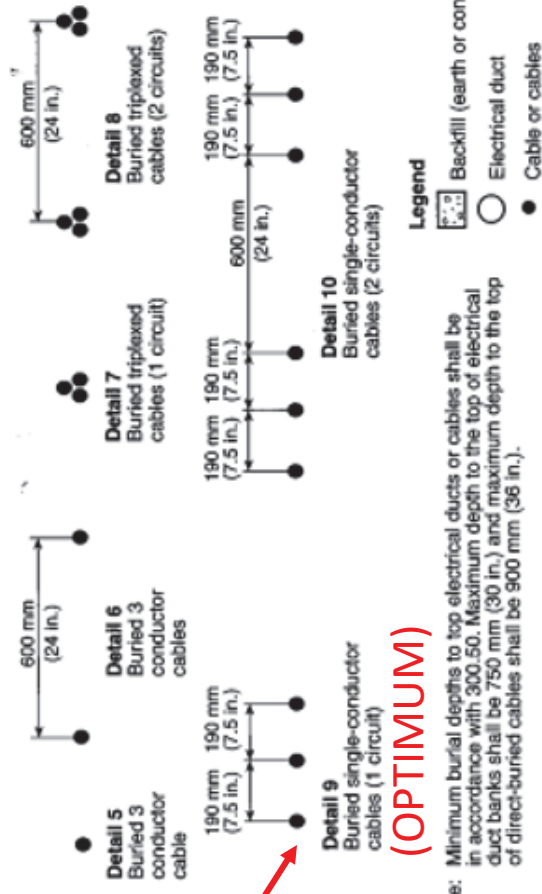 600 mm
(24 in.)
600 mm
(24 in.)
Detail 5
Buried 3
conductor
cable
Detail 6
Buried 3
conductor
cables
Detail 7
Buried triplexed
cables (1 circuit)
Detail 8
Buried triplexed
cables (2 circuits)
190 mm
(7.5 in.)
190 mm
(7.5 in.)
190 mm
(7.5 in.)
190 mm
(7.5 in.)
600 mm
(24 in.)
190 mm
(7.5 in.)
190 mm
(7.5 in.)
Detail 9
Buried single-conductor
cables (1 circuit)
(OPTIMUM)
Detail 10
Buried single-conductor
cables (2 circuits)
e: Minimum burial depths to top electrical ducts or cables shall be
in accordance with 300.50. Maximum depth to the top of electrical
duct banks shall be 750 mm (30 in.) and maximum depth to the top
of direct-buried cables shall be 900 mm (36 in.).
Legend
Backfill (earth or con
Electrical duct
Cable or cables